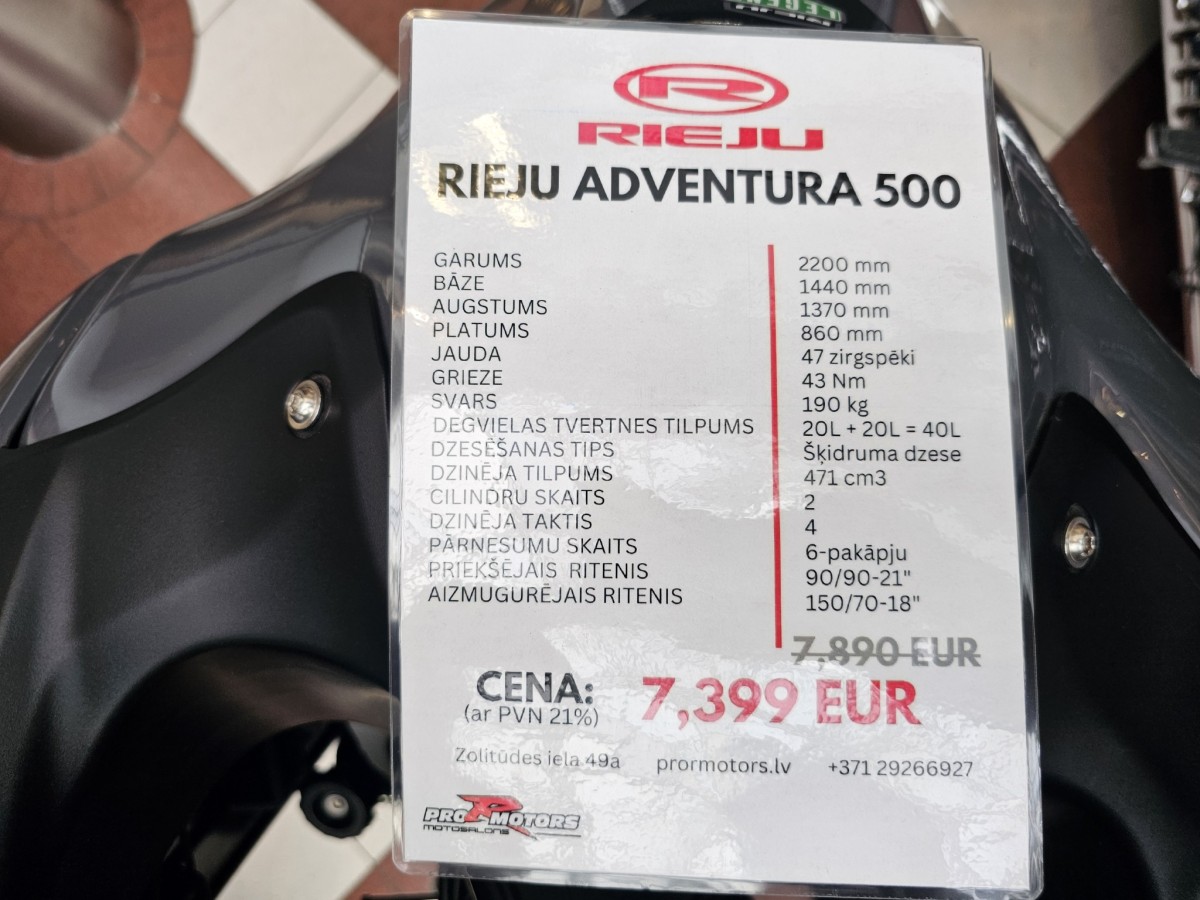 LEGEN
R
RIEJU
RIEJU ADVENTURA 500
GARUMS 2200 mm
BĀZE 1440 mm
AUGSTUMS 1370 mm
PLATUMS 860 mm
JAUDA 47 zirgspēki
GRIEZE 43 Nm
SVARS 190 kg
DEGVIELAS TVERTNES TILPUMS 20L + 20L = 40L
DZESĒŠANAS TIPS Šķidruma dzese
DZINĒJA TILPUMS 471 cm3
CILINDRU SKAITS 2
DZINĒJA TAKTIS 4
PĀRNESUMU SKAITS 6-pakāpju
PRIEKŠĒJAIS RITENIS 90/90-21"
AIZMUGURĒJAIS RITENIS 150/70-18"
7,890 EUR
CENA: 7,399 EUR
(ar PVN 21%)
Zolitūdes iela 49a prormotors.lv +371 29266927
PRO R MOTORS
MOTOSALONS